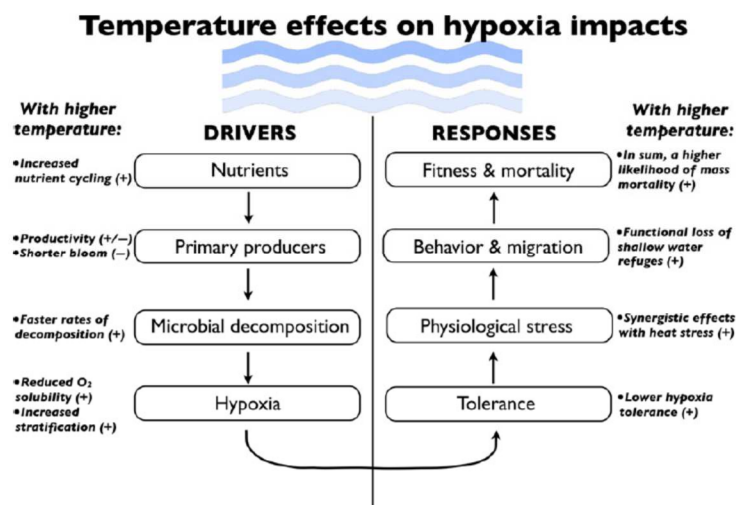 Temperature effects on hypoxia impacts
With higher
temperature:
DRIVERS
•Increased
nutrient cycling (+)
Nutrients
•Productivity (+/−)
•Shorter bloom (−)
Primary producers
•Faster rates of
decomposition (+)
Microbial decomposition
•Reduced O₂
solubility (+)
•Increased
stratification (+)
Hypoxia
RESPONSES
With higher
temperature:
Fitness & mortality
•In sum, a higher
likelihood of mass
mortality (+)
Behavior & migration
•Functional loss of
shallow water
refuges (+)
Physiological stress
•Synergistic effects
with heat stress (+)
Tolerance
•Lower hypoxia
tolerance (+)